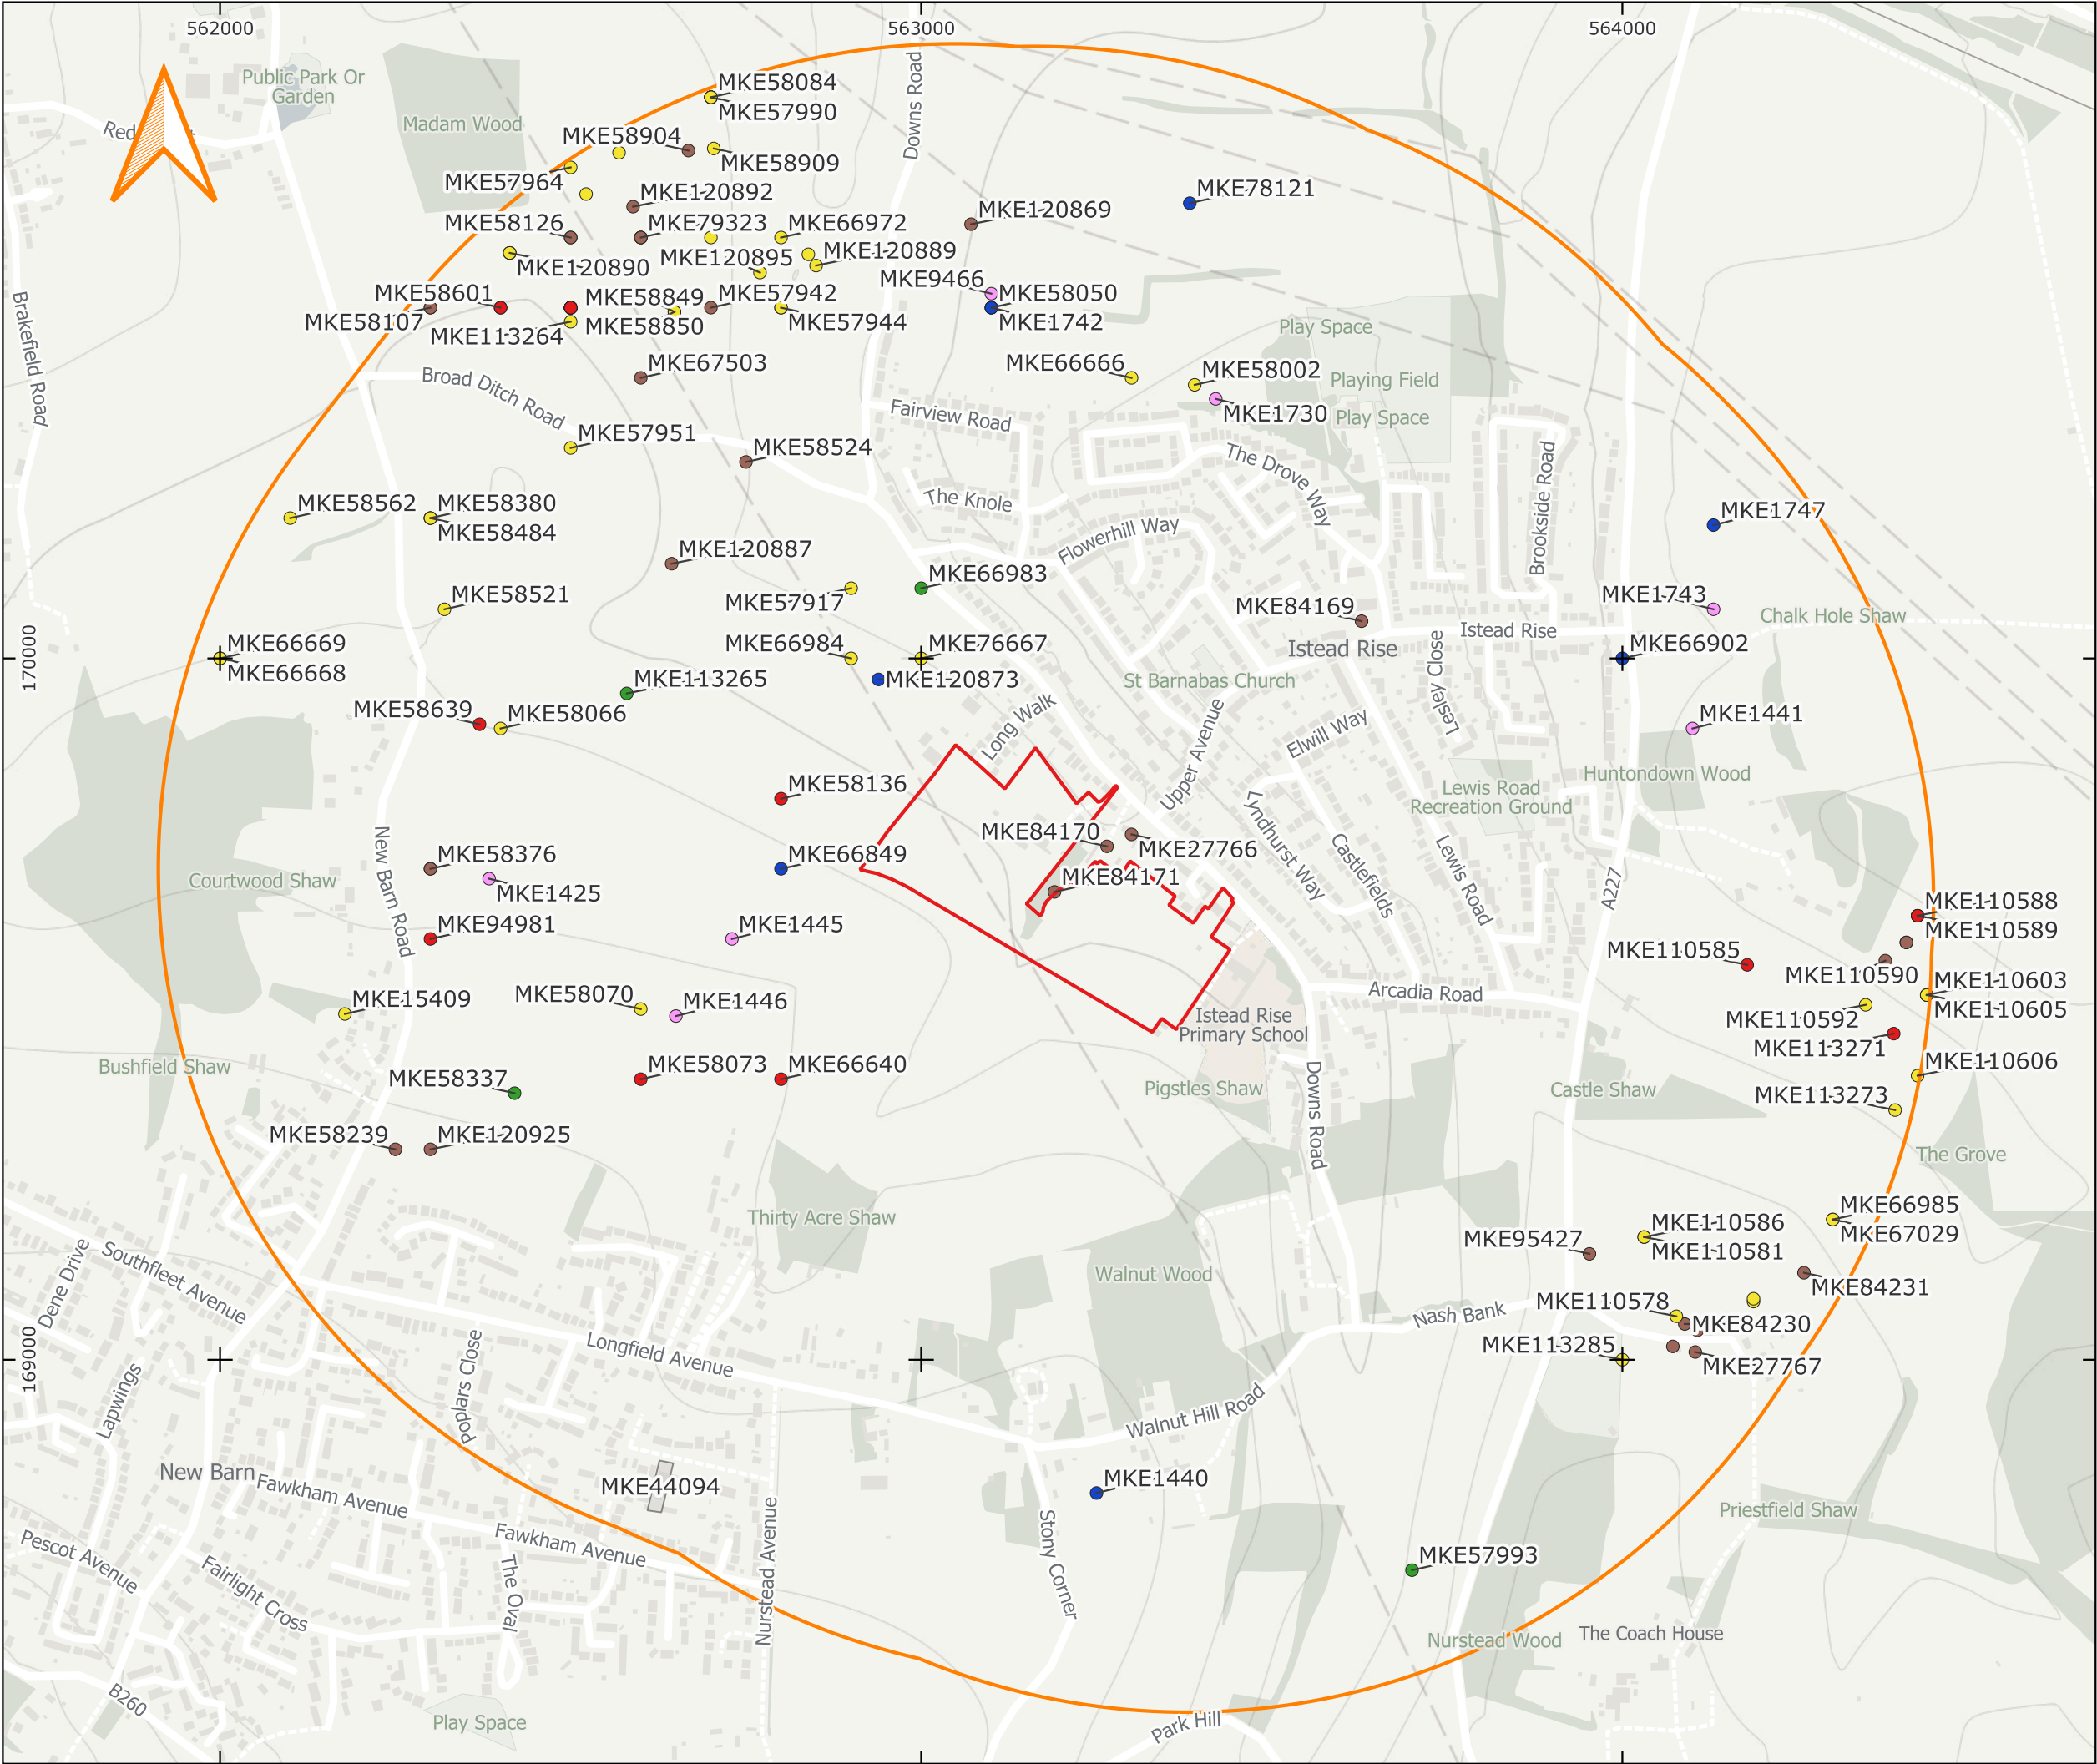 562000
563000
564000
Public Park Or
Garden
Madam Wood
Downs Road
MKE58084
MKE57990
Red
MKE58904
MKE58909
MKE57964
MKE120892
MKE78121
MKE58126
MKE79323
MKE66972
MKE120869
MKE120890
MKE120895
MKE120889
MKE9466
MKE58601
MKE58849
MKE57942
MKE58050
MKE58107
MKE113264
MKE58850
MKE57944
MKE1742
Brakefield Road
Play Space
MKE67503
MKE66666
MKE58002
Playing Field
Broad Ditch Road
Fairview Road
MKE1730
Play Space
MKE57951
MKE58524
The Drove Way
Brookside Road
MKE58562
MKE58380
MKE58484
The Knole
Flowerhill Way
MKE1747
MKE120887
MKE66983
MKE58521
MKE57917
MKE84169
MKE1743
Chalk Hole Shaw
170000
MKE66669
MKE66668
MKE66984
MKE76667
Istead Rise
Istead Rise
MKE66902
MKE113265
MKE120873
St Barnabas Church
Lesley Close
MKE58639
MKE58066
Long Walk
Upper Avenue
Elwill Way
MKE1441
MKE58136
Huntondown Wood
Lewis Road
Recreation Ground
MKE84170
MKE27766
Lyndhurst Way
Castlefields
Lewis Road
New Barn Road
MKE58376
MKE66849
Courtwood Shaw
MKE1425
MKE84171
A227
MKE94981
MKE1445
MKE110588
MKE110589
MKE110585
MKE110590
MKE15409
MKE58070
MKE1446
Istead Rise
Primary School
Arcadia Road
MKE110603
MKE110605
MKE110592
MKE113271
Bushfield Shaw
MKE58337
MKE58073
MKE66640
Pigstles Shaw
Downs Road
Castle Shaw
MKE110606
MKE113273
MKE58239
MKE120925
The Grove
Thirty Acre Shaw
MKE66985
MKE67029
MKE110586
MKE110581
MKE95427
Southfleet Avenue
Dene Drive
Walnut Wood
MKE84231
MKE110578
MKE84230
Nash Bank
169000
MKE113285
MKE27767
Longfield Avenue
Poplars Close
Lapwings
Walnut Hill Road
New Barn
Fawkham Avenue
MKE44094
MKE1440
Priestfield Shaw
Nurstead Avenue
Stony Corner
Fawkham Avenue
Pescot Avenue
Fairlight Cross
The Oval
MKE57993
Nurstead Wood
The Coach House
B260
Play Space
Park Hill